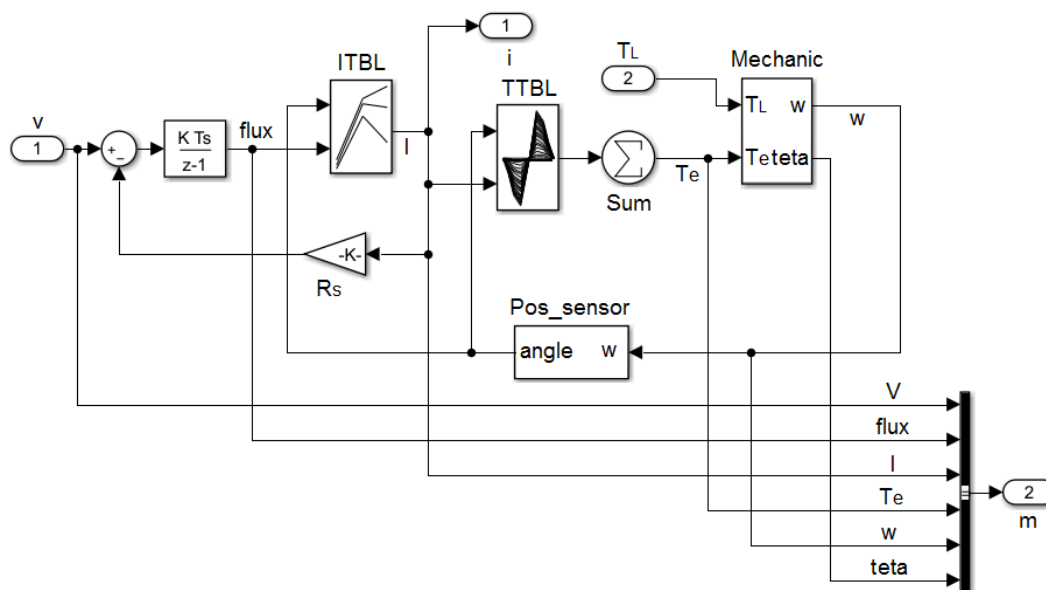 v
1
+
−
K Ts
z-1
flux
ITBL
I
1
i
TTBL
Sum
Te
TL
2
Mechanic
TL
w
Te
teta
w
-K-
Rs
Pos_sensor
angle
w
V
flux
I
Te
w
teta
2
m